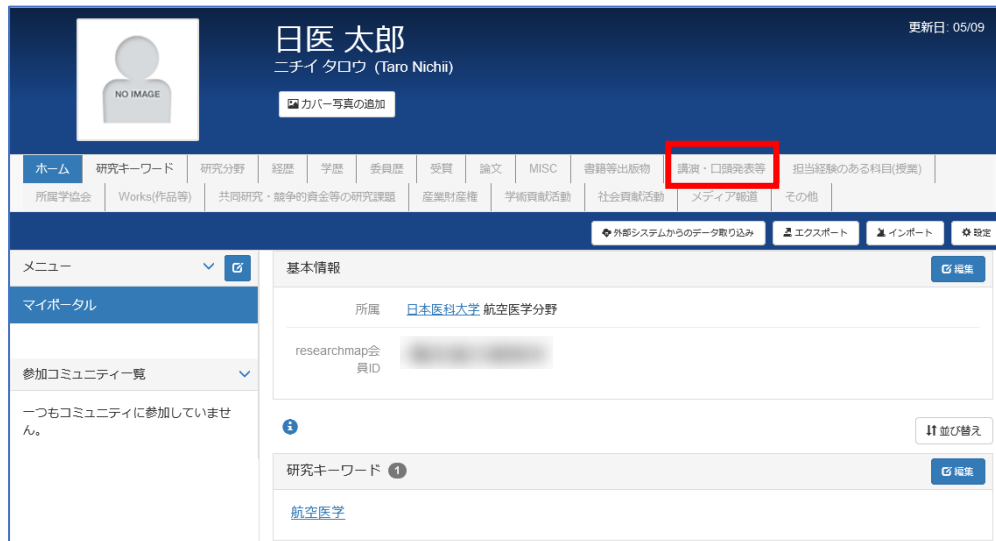 更新日: 05/09
日医 太郎
ニチイ タロウ (Taro Nichii)
NO IMAGE
カバー写真の追加
ホーム 研究キーワード 研究分野 経歴 学歴 委員歴 受賞 論文 MISC 書籍等出版物 講演・口頭発表等 担当経験のある科目(授業)
所属学協会 Works(作品等) 共同研究・競争的資金等の研究課題 産業財産権 学術貢献活動 社会貢献活動 メディア報道 その他
外部システムからのデータ取り込み エクスポート インポート 設定
メニュー
マイポータル
参加コミュニティ一覧
一つもコミュニティに参加していませ
ん。
基本情報 編集
所属 日本医科大学 航空医学分野
researchmap会
員ID
並び替え
研究キーワード 1 編集
航空医学